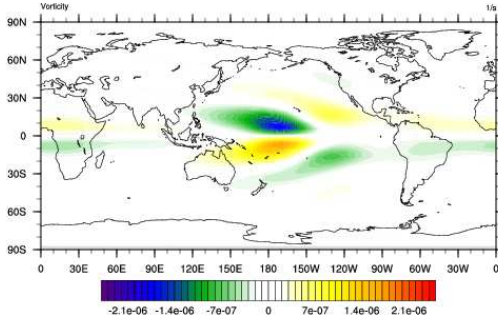 Vorticity 1/s
90N
60N
30N
0
30S
60S
90S
0 30E 60E 90E 120E 150E 180 150W 120W 90W 60W 30W 0
-2.1e-06 -1.4e-06 -7e-07 0 7e-07 1.4e-06 2.1e-06